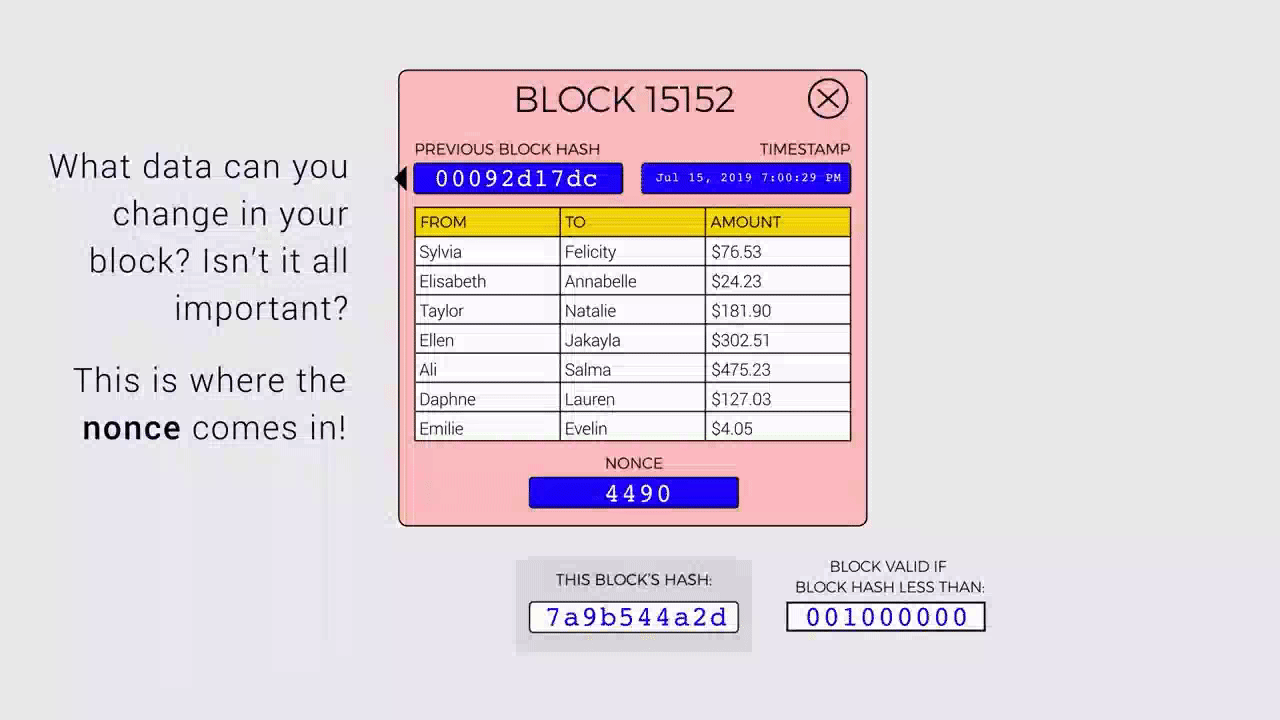 What data can you
change in your
block? Isn't it all
important?
This is where the
nonce comes in!
BLOCK 15152
PREVIOUS BLOCK HASH TIMESTAMP
00092d17dc Jul 15, 2019 7:00:29 PM
FROM TO AMOUNT
Sylvia Felicity $76.53
Elisabeth Annabelle $24.23
Taylor Natalie $181.90
Ellen Jakayla $302.51
Ali Salma $475.23
Daphne Lauren $127.03
Emilie Evelin $4.05
NONCE
4490
THIS BLOCK'S HASH:
7a9b544a2d
BLOCK VALID IF
BLOCK HASH LESS THAN:
001000000